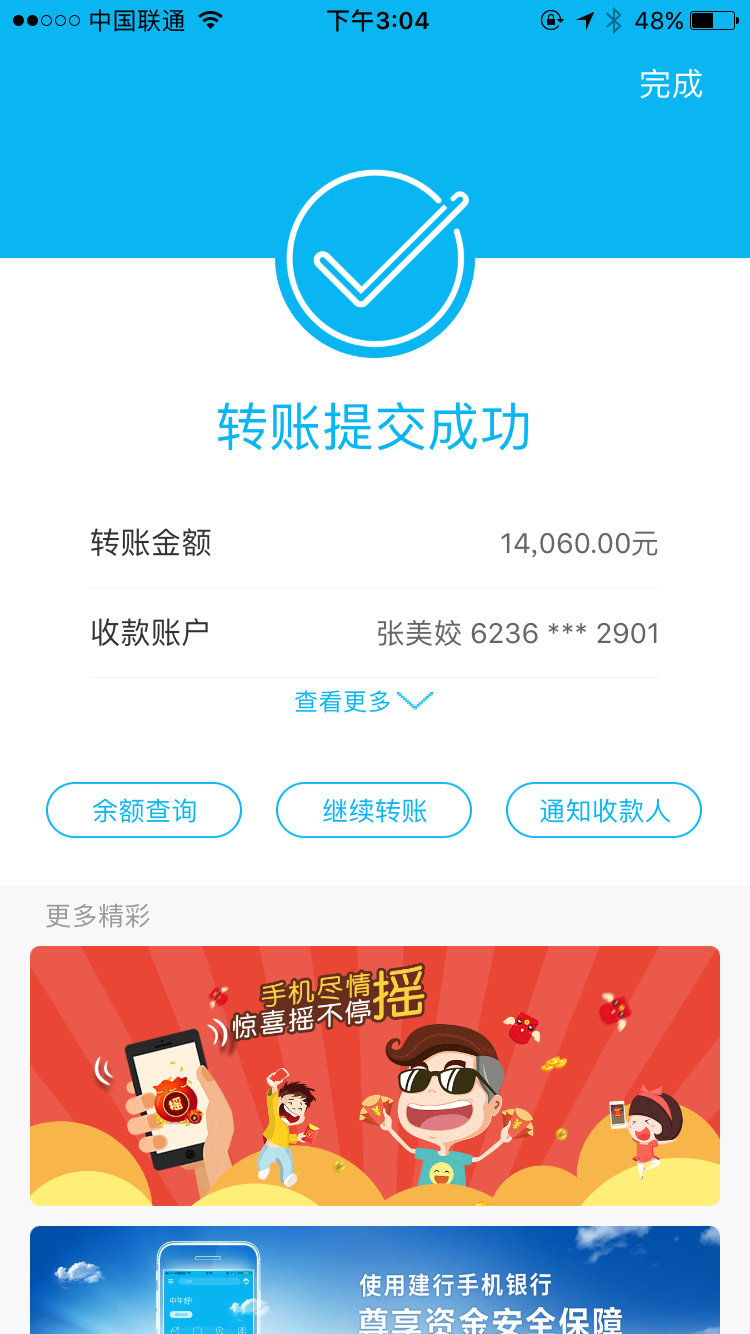 中国联通 下午3:04 48%
完成
转账提交成功
转账金额 14,060.00元
收款账户 张美姣 6236 *** 2901
查看更多
余额查询 继续转账 通知收款人
更多精彩
手机尽情摇
惊喜摇不停
摇
使用建行手机银行
尊享资金安全保障
中午好!